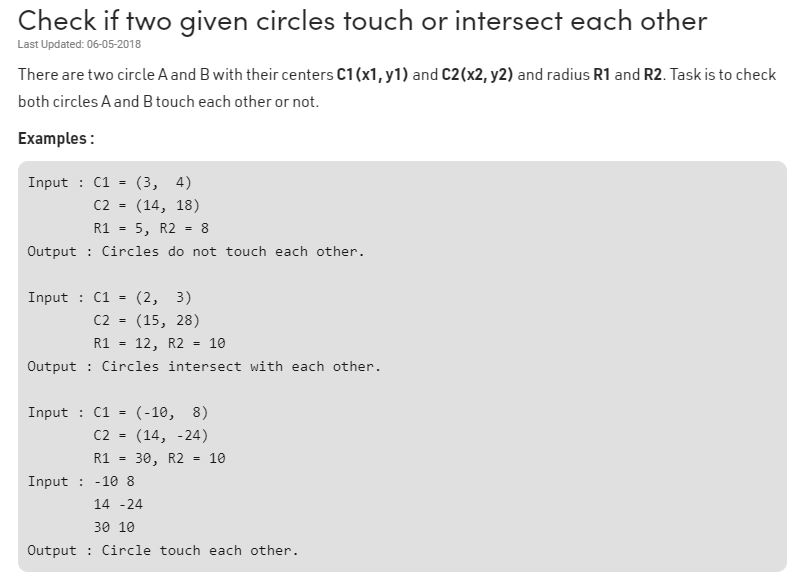 Check if two given circles touch or intersect each other
Last Updated: 06-05-2018
There are two circle A and B with their centers C1(x1, y1) and C2(x2, y2) and radius R1 and R2. Task is to check
both circles A and B touch each other or not.
Examples :
Input : C1 = (3,  4)
        C2 = (14, 18)
        R1 = 5, R2 = 8
Output : Circles do not touch each other.
Input : C1 = (2,  3)
        C2 = (15, 28)
        R1 = 12, R2 = 10
Output : Circles intersect with each other.
Input : C1 = (-10,  8)
        C2 = (14, -24)
        R1 = 30, R2 = 10
Input : -10 8
        14 -24
        30 10
Output : Circle touch each other.